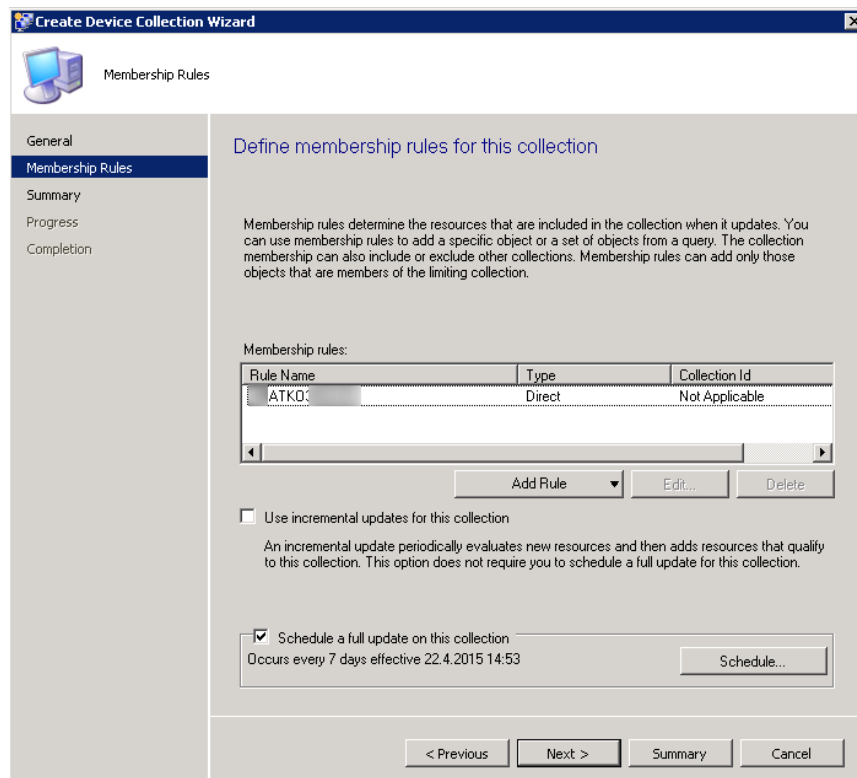 Create Device Collection Wizard
Membership Rules
General
Membership Rules
Summary
Progress
Completion
Define membership rules for this collection
Membership rules determine the resources that are included in the collection when it updates. You
can use membership rules to add a specific object or a set of objects from a query. The collection
membership can also include or exclude other collections. Membership rules can add only those
objects that are members of the limiting collection.
Membership rules:
Rule Name Type Collection Id
Direct Not Applicable
Add Rule Edit... Delete
Use incremental updates for this collection
An incremental update periodically evaluates new resources and then adds resources that qualify
to this collection. This option does not require you to schedule a full update for this collection.
Schedule a full update on this collection
Occurs every 7 days effective 22.4.2015 14:53
Schedule...
< Previous Next > Summary Cancel